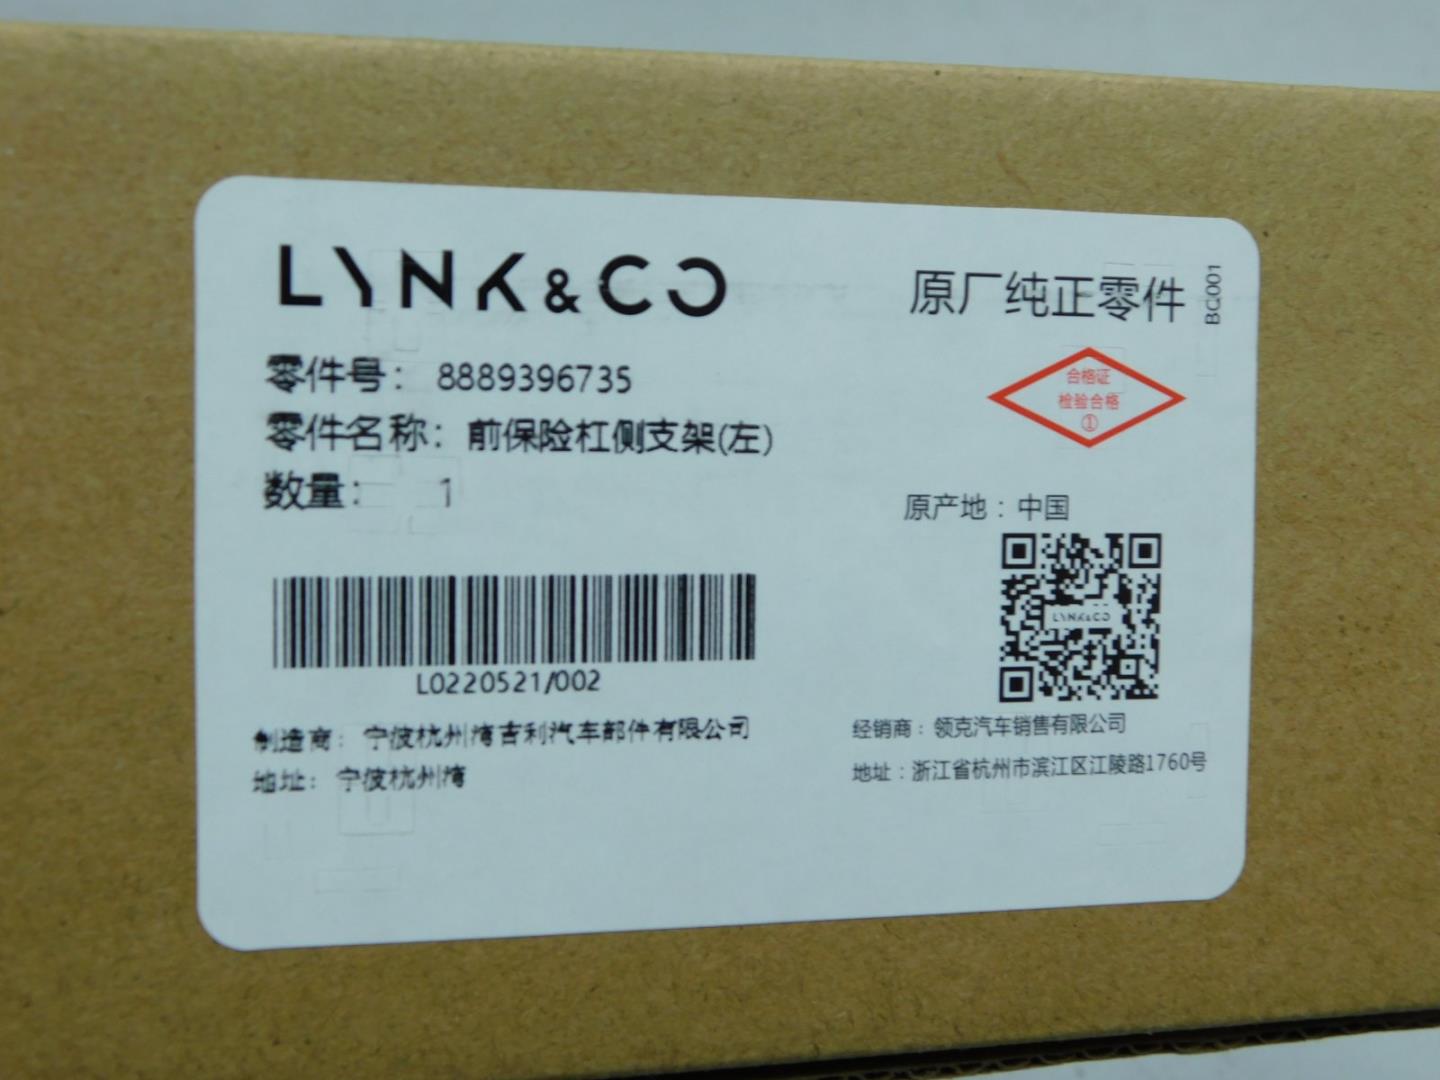 LYNK&CO
原厂纯正零件
BC001
零件号： 8889396735
零件名称： 前保险杠侧支架(左)
数量： 1
合格证
检验合格
①
原产地：中国
LYNK&CO
L0220521/002
制造商： 宁波杭州湾吉利汽车部件有限公司
地址： 宁波杭州湾
经销商：领克汽车销售有限公司
地址：浙江省杭州市滨江区江陵路1760号